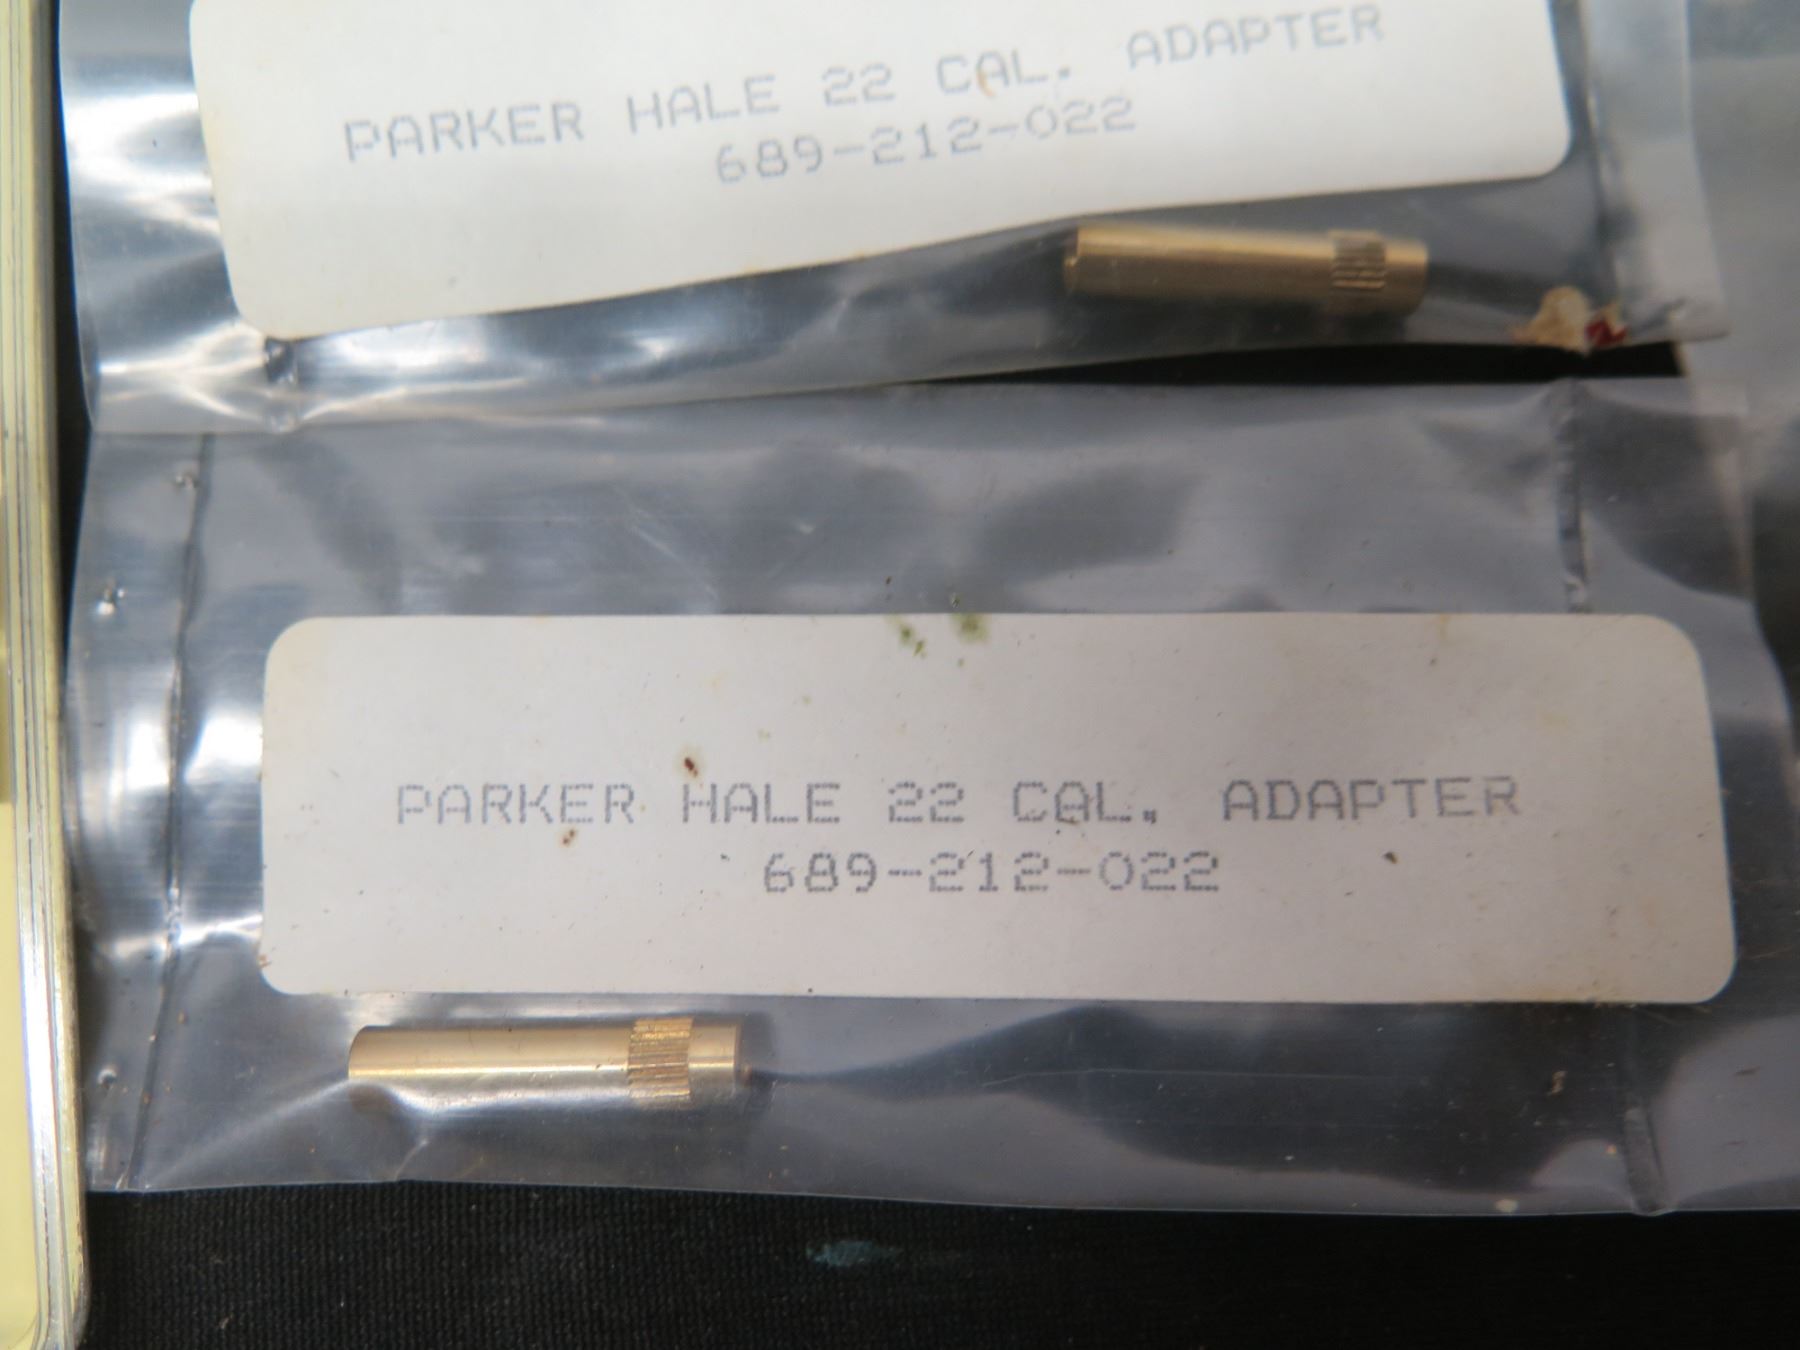 PARKER HALE 22 CAL. ADAPTER
689-212-022
PARKER HALE 22 CAL. ADAPTER
689-212-022